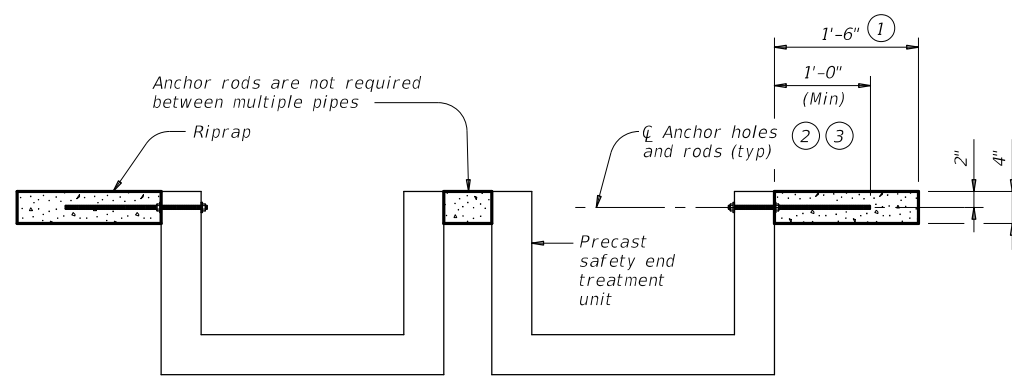 1'-6" ①
Anchor rods are not required
between multiple pipes
1'-0"
(Min)
Riprap
℄ Anchor holes ② ③
and rods (typ)
2"
4"
Precast
safety end
treatment
unit